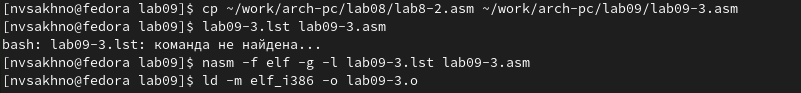 [nvsakhno@fedora lab09]$ cp ~/work/arch-pc/lab08/lab8-2.asm ~/work/arch-pc/lab09/lab09-3.asm
[nvsakhno@fedora lab09]$ lab09-3.lst lab09-3.asm
bash: lab09-3.lst: команда не найдена...
[nvsakhno@fedora lab09]$ nasm -f elf -g -l lab09-3.lst lab09-3.asm
[nvsakhno@fedora lab09]$ ld -m elf_i386 -o lab09-3.o